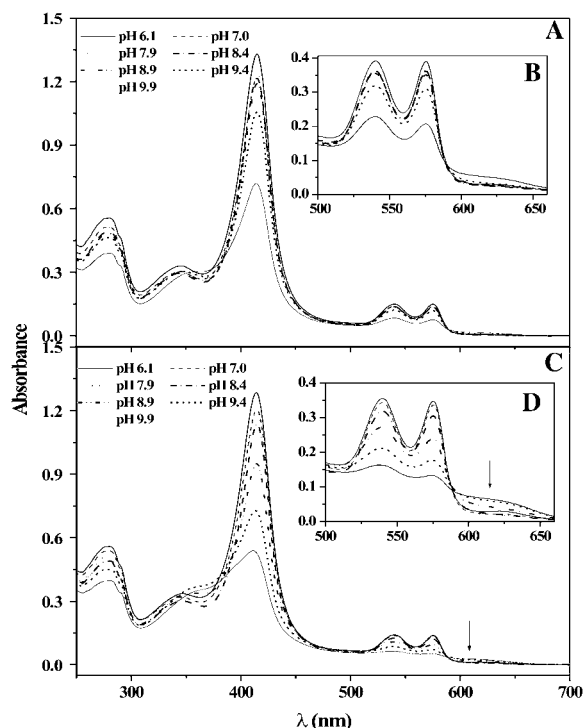 A
pH 6.1 pH 7.0
pH 7.9 pH 8.4
pH 8.9 pH 9.4
pH 9.9
1.5
1.2
0.9
0.6
0.3
0.0
B
0.4
0.3
0.2
0.1
0.0
500 550 600 650
Absorbance
C
pH 6.1 pH 7.0
pH 7.9 pH 8.4
pH 8.9 pH 9.4
pH 9.9
1.5
1.2
0.9
0.6
0.3
0.0
D
0.4
0.3
0.2
0.1
0.0
500 550 600 650
300 400 500 600 700
λ (nm)